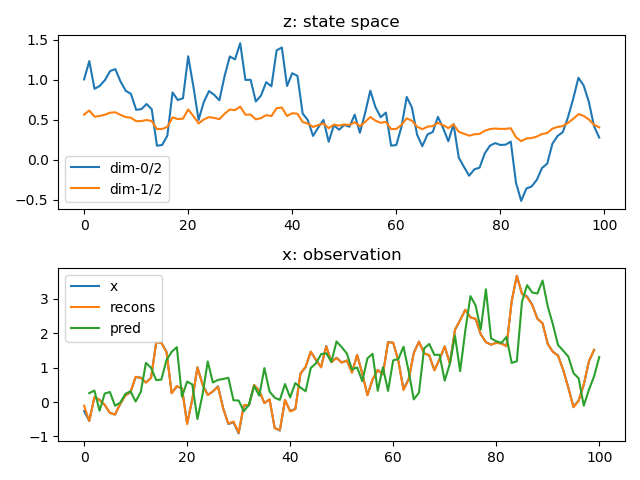 z: state space
1.5
1.0
0.5
0.0
−0.5
dim-0/2
dim-1/2
0 20 40 60 80 100
x: observation
3
2
1
0
−1
x
recons
pred
0 20 40 60 80 100